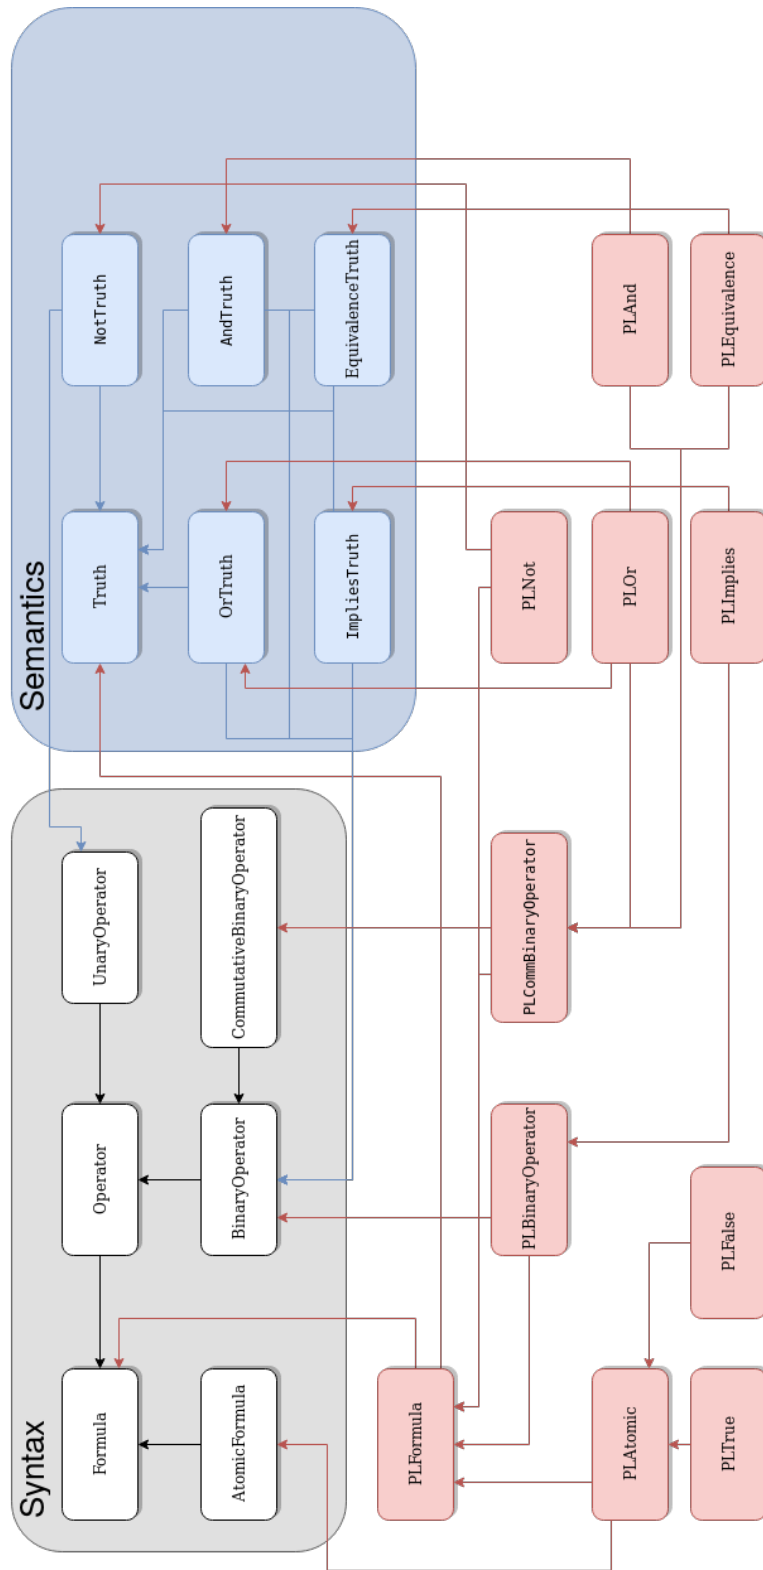 Syntax
Formula
Operator
UnaryOperator
AtomicFormula
BinaryOperator
CommutativeBinaryOperator
Semantics
Truth
NotTruth
OrTruth
AndTruth
ImpliesTruth
EquivalenceTruth
PLFormula
PLBinaryOperator
PLCommBinaryOperator
PLNot
PLAtomic
PLOr
PLAnd
PLTrue
PLFalse
PLImplies
PLEquivalence